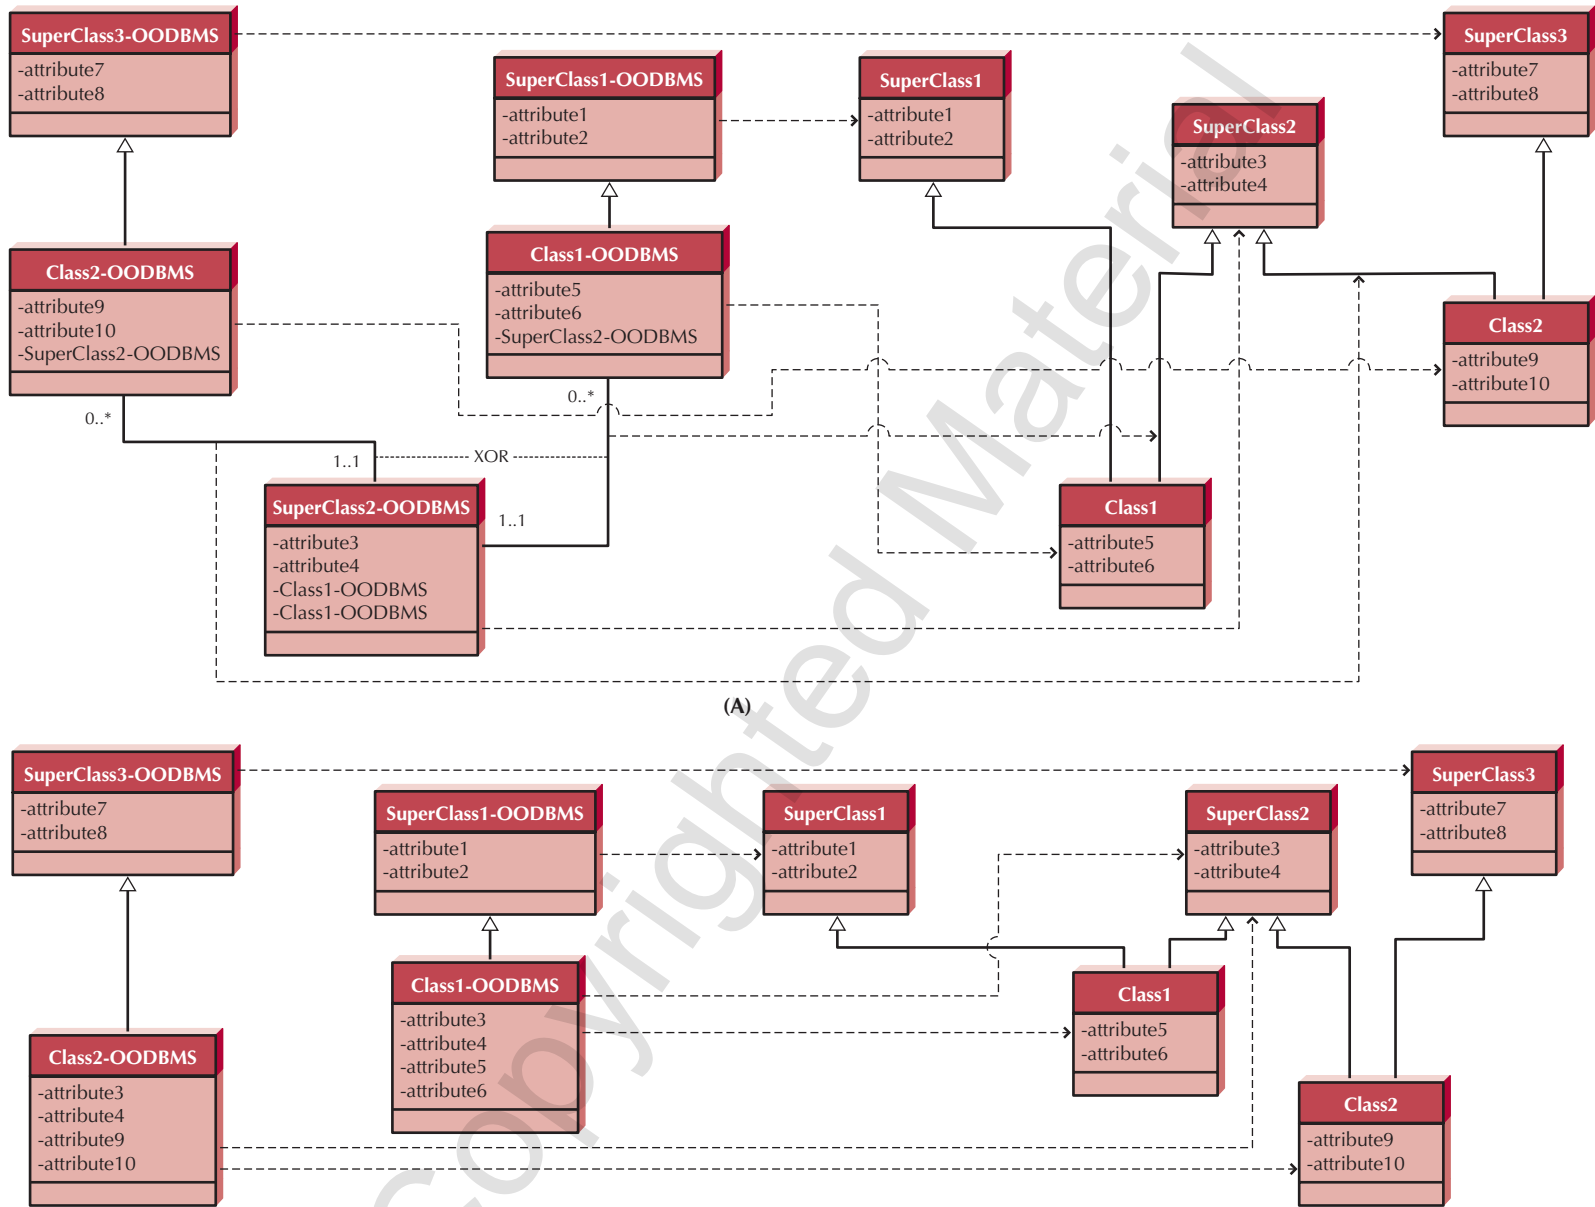 SuperClass3-OODBMS
-attribute7
-attribute8
SuperClass1-OODBMS
-attribute1
-attribute2
SuperClass1
-attribute1
-attribute2
SuperClass2
-attribute3
-attribute4
SuperClass3
-attribute7
-attribute8
Class2-OODBMS
-attribute9
-attribute10
-SuperClass2-OODBMS
Class1-OODBMS
-attribute5
-attribute6
-SuperClass2-OODBMS
Class2
-attribute9
-attribute10
0..*
0..*
1..1
XOR
1..1
SuperClass2-OODBMS
-attribute3
-attribute4
-Class1-OODBMS
-Class1-OODBMS
Class1
-attribute5
-attribute6
(A)
SuperClass3-OODBMS
-attribute7
-attribute8
SuperClass1-OODBMS
-attribute1
-attribute2
SuperClass1
-attribute1
-attribute2
SuperClass2
-attribute3
-attribute4
SuperClass3
-attribute7
-attribute8
Class2-OODBMS
-attribute3
-attribute4
-attribute9
-attribute10
Class1-OODBMS
-attribute3
-attribute4
-attribute5
-attribute6
Class1
-attribute5
-attribute6
Class2
-attribute9
-attribute10
Copyrighted Material